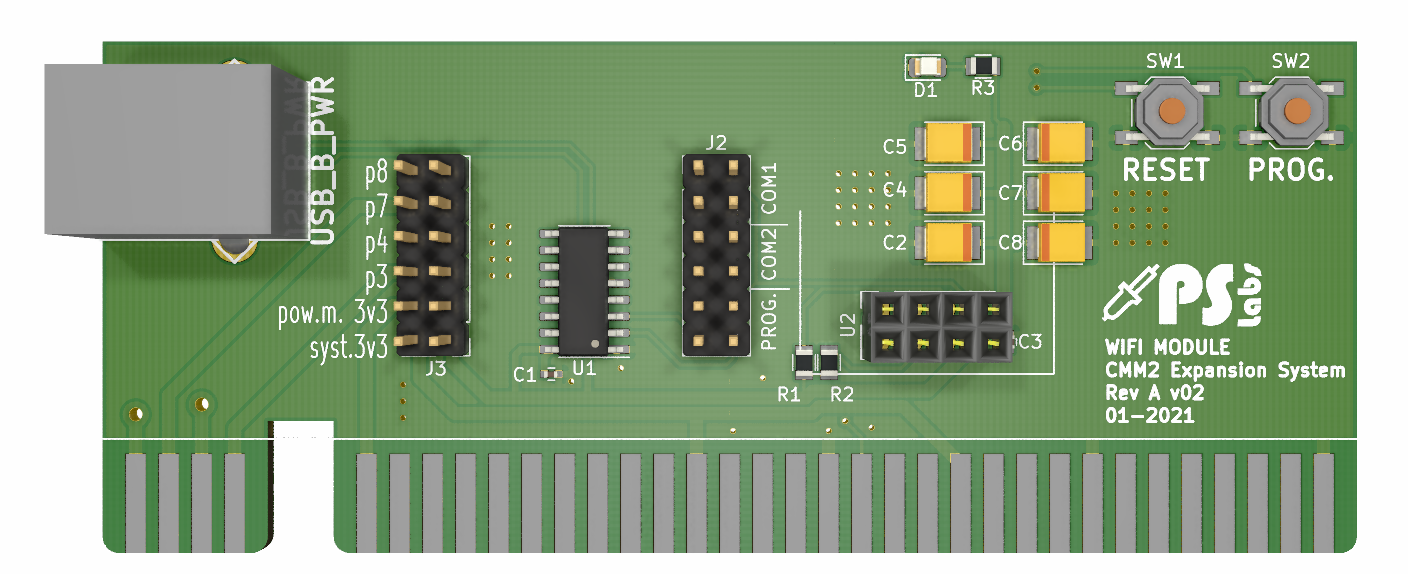 USB_B_PWR
p8
p7
p4
p3
pow.m. 3v3
syst.3v3
J3
C1
U1
J2
COM1
COM2
PROG.
D1
R3
C5
C4
C2
C6
C7
C8
U2
C3
R1
R2
SW1
SW2
RESET
PROG.
PS labs
WIFI MODULE
CMM2 Expansion System
Rev A v02
01-2021